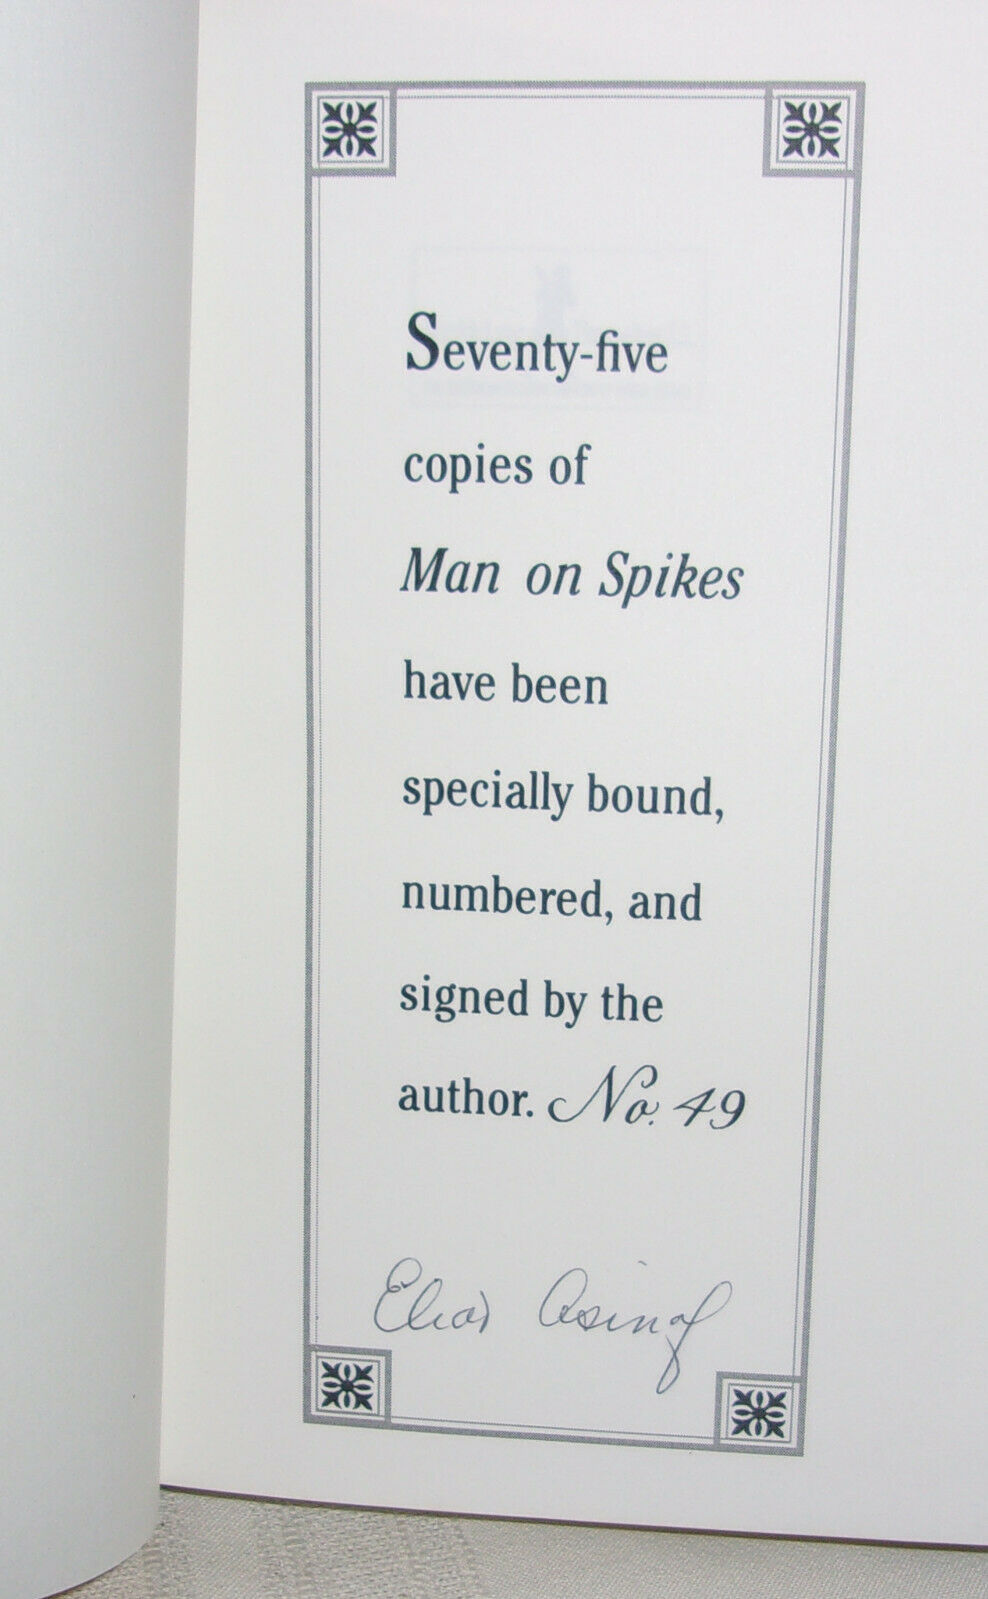 Seventy-five
copies of
Man on Spikes
have been
specially bound,
numbered, and
signed by the
author. No. 49
Eliot Asinof